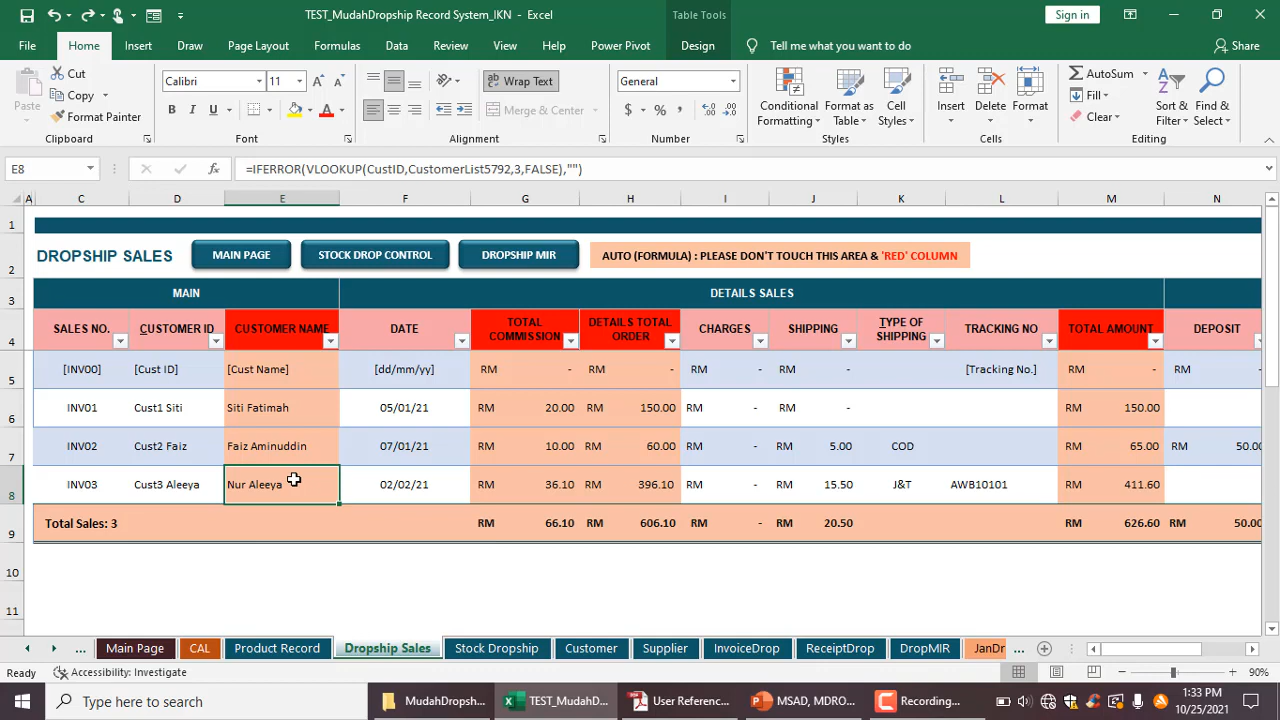 TEST_MudahDropship Record System_IKN - Excel
Table Tools
Sign in
File Home Insert Draw Page Layout Formulas Data Review View Help Power Pivot Design Tell me what you want to do Share
Paste
Cut
Copy
Format Painter
Clipboard
Calibri 11
B I U
Font
Wrap Text
Merge & Center
Alignment
General
$ % ,
Number
Conditional Formatting
Format as Table
Cell Styles
Styles
Insert Delete Format
Cells
AutoSum
Fill
Clear
Sort & Filter
Find & Select
Editing
E8
fx
=IFERROR(VLOOKUP(CustID,CustomerList5792,3,FALSE),"")
A C D E F G H I J K L M N
1
2 DROPSHIP SALES MAIN PAGE STOCK DROP CONTROL DROPSHIP MIR AUTO (FORMULA) : PLEASE DON'T TOUCH THIS AREA & 'RED' COLUMN
3 MAIN DETAILS SALES
4 SALES NO. CUSTOMER ID CUSTOMER NAME DATE TOTAL COMMISSION DETAILS TOTAL ORDER CHARGES SHIPPING TYPE OF SHIPPING TRACKING NO TOTAL AMOUNT DEPOSIT
5 [INV00] [Cust ID] [Cust Name] [dd/mm/yy] RM - RM - RM - RM - [Tracking No.] RM - RM -
6 INV01 Cust1 Siti Siti Fatimah 05/01/21 RM 20.00 RM 150.00 RM - RM - RM 150.00
7 INV02 Cust2 Faiz Faiz Aminuddin 07/01/21 RM 10.00 RM 60.00 RM - RM 5.00 COD RM 65.00 RM 50.00
8 INV03 Cust3 Aleeya Nur Aleeya 02/02/21 RM 36.10 RM 396.10 RM - RM 15.50 J&T AWB10101 RM 411.60
9 Total Sales: 3 RM 66.10 RM 606.10 RM - RM 20.50 RM 626.60 RM 50.00
10
11
... Main Page CAL Product Record Dropship Sales Stock Dropship Customer Supplier InvoiceDrop ReceiptDrop DropMIR JanDr ...
Ready Accessibility: Investigate 90%
Type here to search
MudahDropsh...
TEST_MudahD...
User Referenc...
MSAD, MDRO...
Recording...
1:33 PM
10/25/2021